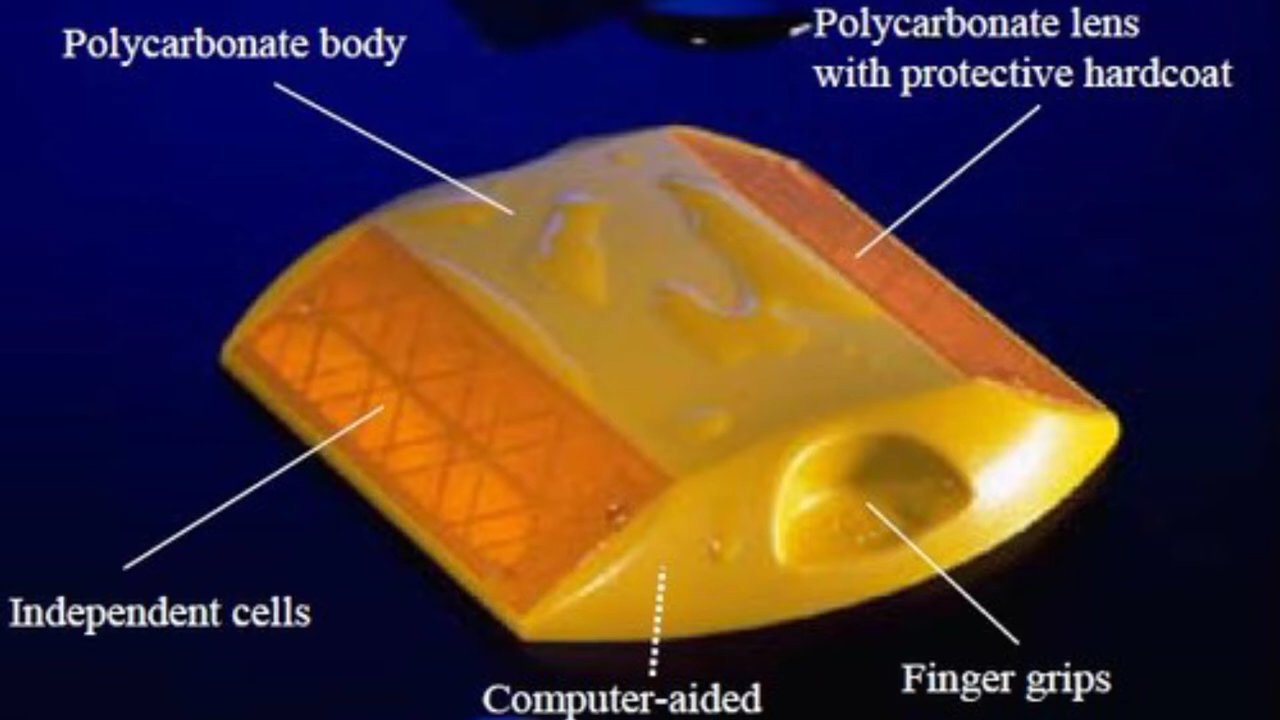 Polycarbonate body
Polycarbonate lens
with protective hardcoat
Independent cells
Computer-aided
Finger grips